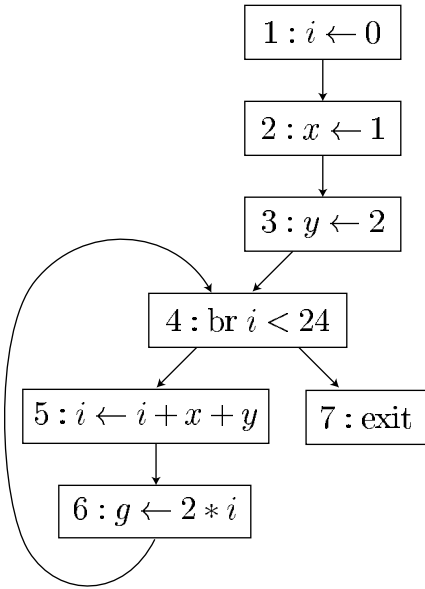 1 : i ← 0
2 : x ← 1
3 : y ← 2
4 : br i < 24
5 : i ← i + x + y
7 : exit
6 : g ← 2 * i